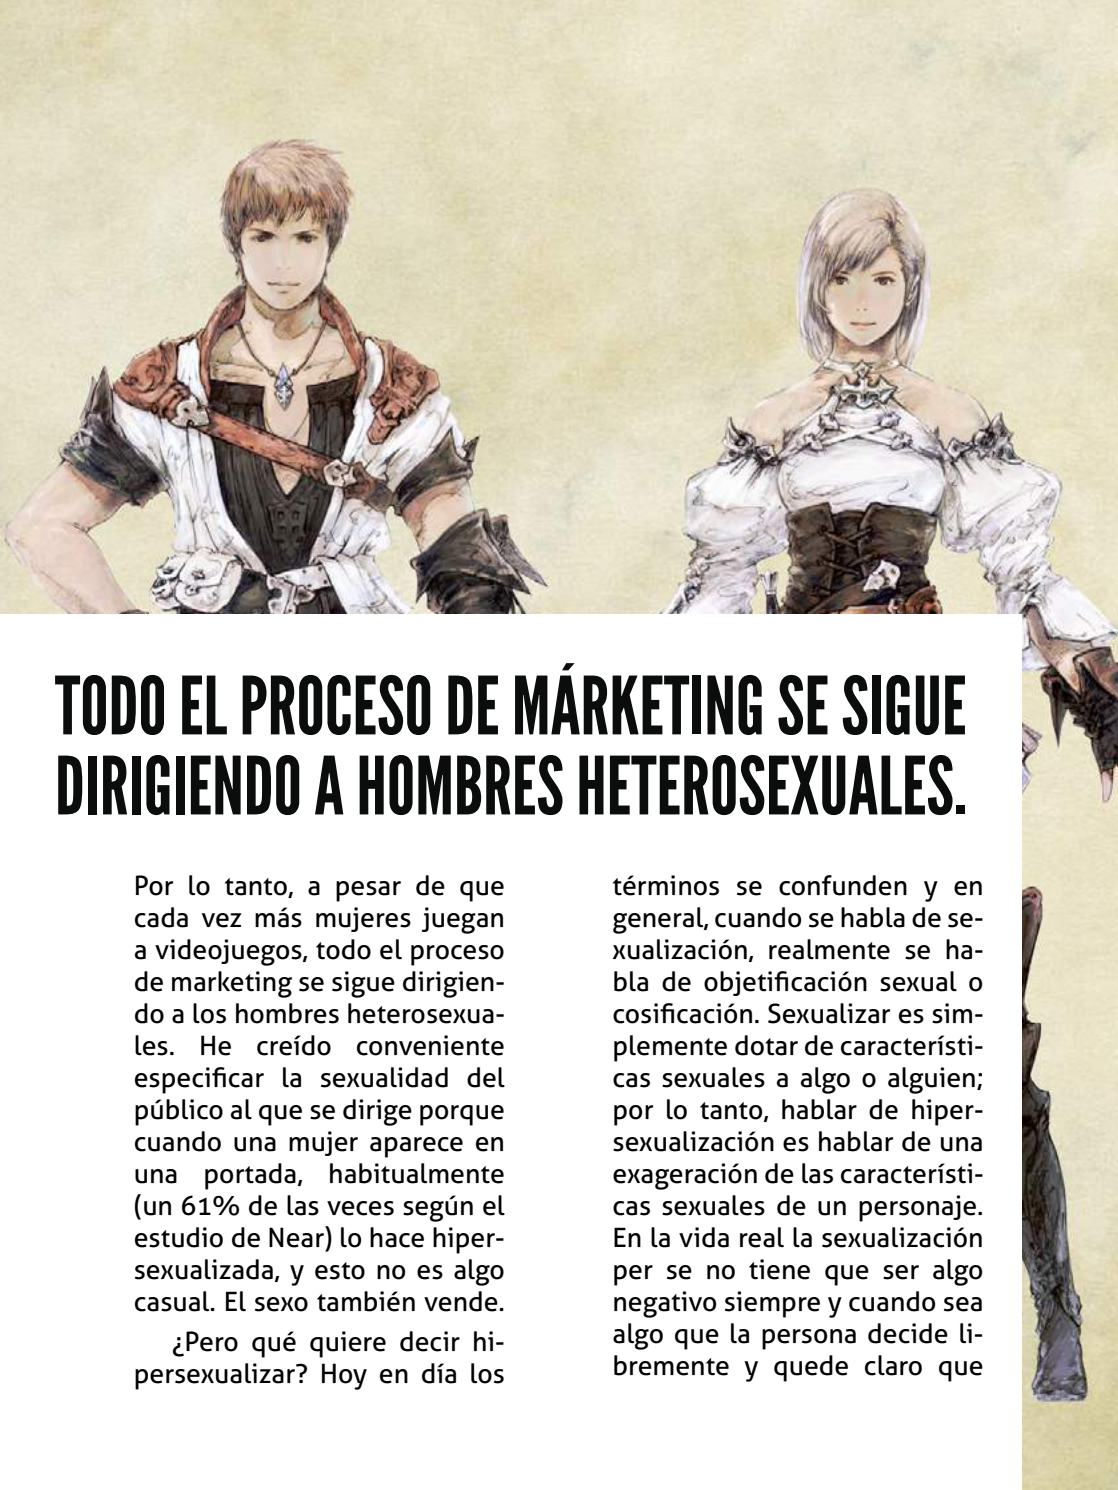 TODO EL PROCESO DE MÁRKETING SE SIGUE
DIRIGIENDO A HOMBRES HETEROSEXUALES.
Por lo tanto, a pesar de que
cada vez más mujeres juegan
a videojuegos, todo el proceso
de marketing se sigue dirigien-
do a los hombres heterosexua-
les. He creído conveniente
especificar la sexualidad del
público al que se dirige porque
cuando una mujer aparece en
una portada, habitualmente
(un 61% de las veces según el
estudio de Near) lo hace hiper-
sexualizada, y esto no es algo
casual. El sexo también vende.
¿Pero qué quiere decir hi-
persexualizar? Hoy en día los
términos se confunden y en
general, cuando se habla de se-
xualización, realmente se ha-
bla de objetificación sexual o
cosificación. Sexualizar es sim-
plemente dotar de característi-
cas sexuales a algo o alguien;
por lo tanto, hablar de hiper-
sexualización es hablar de una
exageración de las característi-
cas sexuales de un personaje.
En la vida real la sexualización
per se no tiene que ser algo
negativo siempre y cuando sea
algo que la persona decide li-
bremente y quede claro que